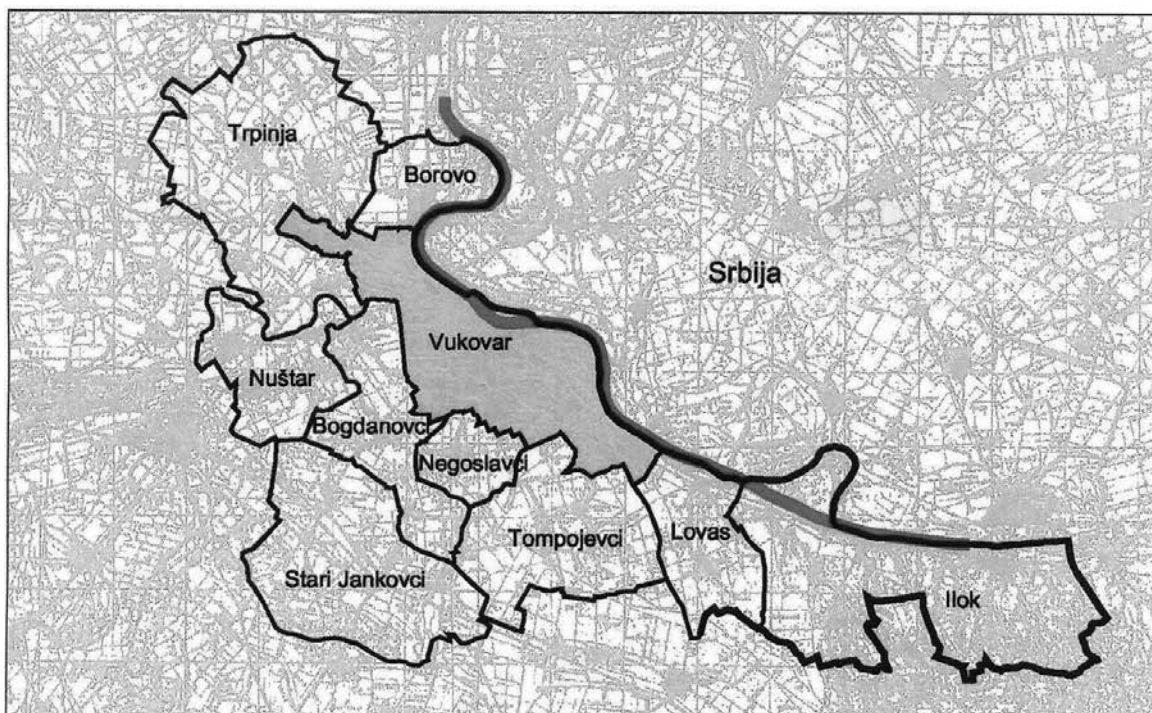 Trpinja
Borovo
Srbija
Vukovar
Nuštar
Bogdanovci
Negoslavci
Tompojevci
Lovas
Stari Jankovci
Ilok